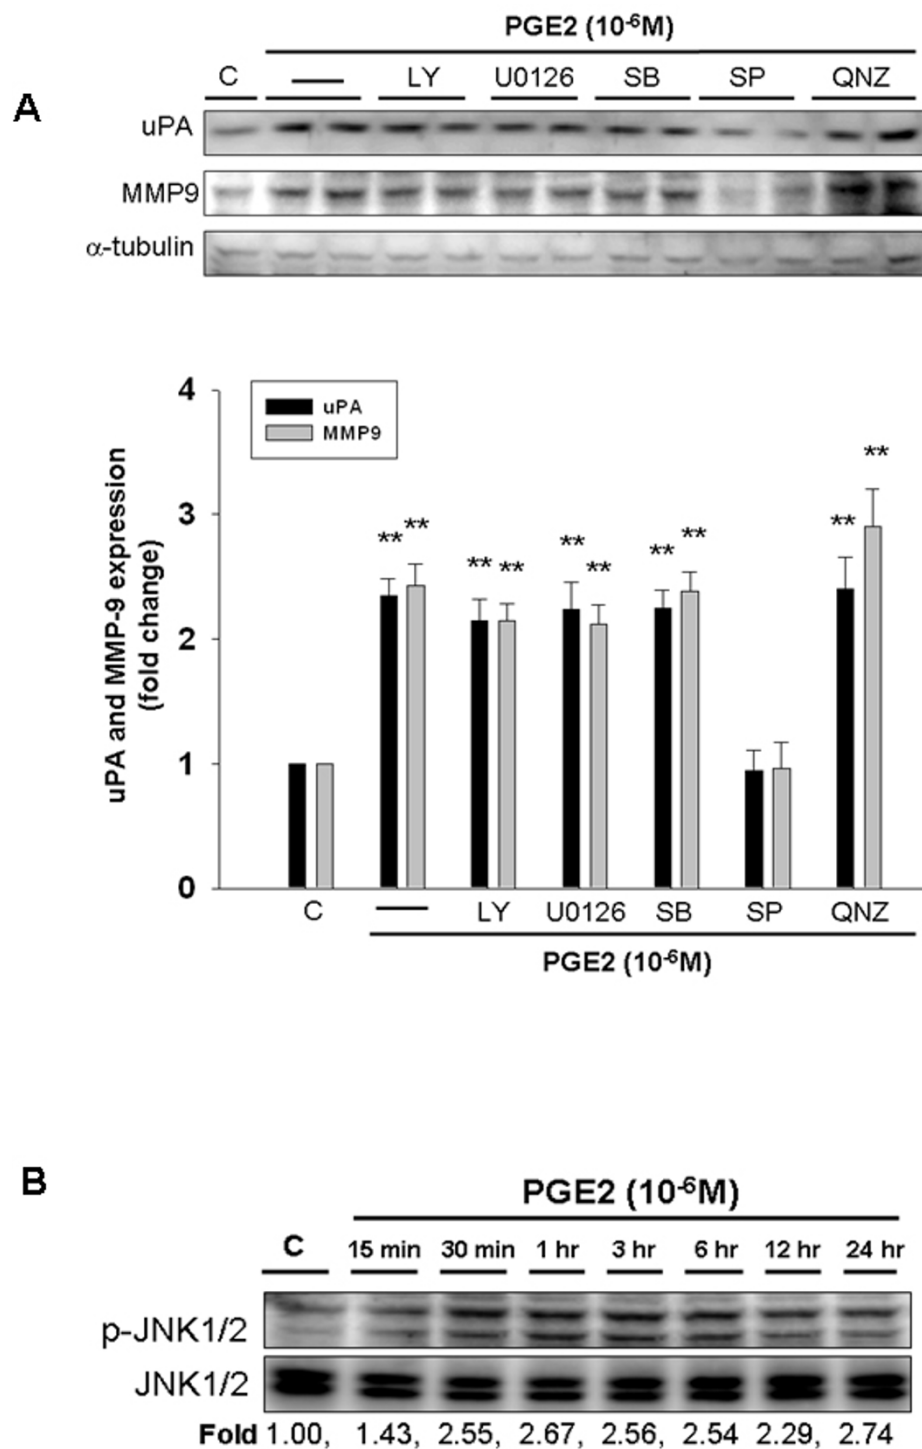 PGE2 (10-6M)
C — LY U0126 SB SP QNZ
A
uPA
MMP9
α-tubulin
uPA
MMP9
uPA and MMP-9 expression
(fold change)
4
3
2
1
0
** ** ** ** ** ** ** ** ** **
C — LY U0126 SB SP QNZ
PGE2 (10-6M)
B
PGE2 (10-6M)
C 15 min 30 min 1 hr 3 hr 6 hr 12 hr 24 hr
p-JNK1/2
JNK1/2
Fold 1.00, 1.43, 2.55, 2.67, 2.56, 2.54 2.29, 2.74